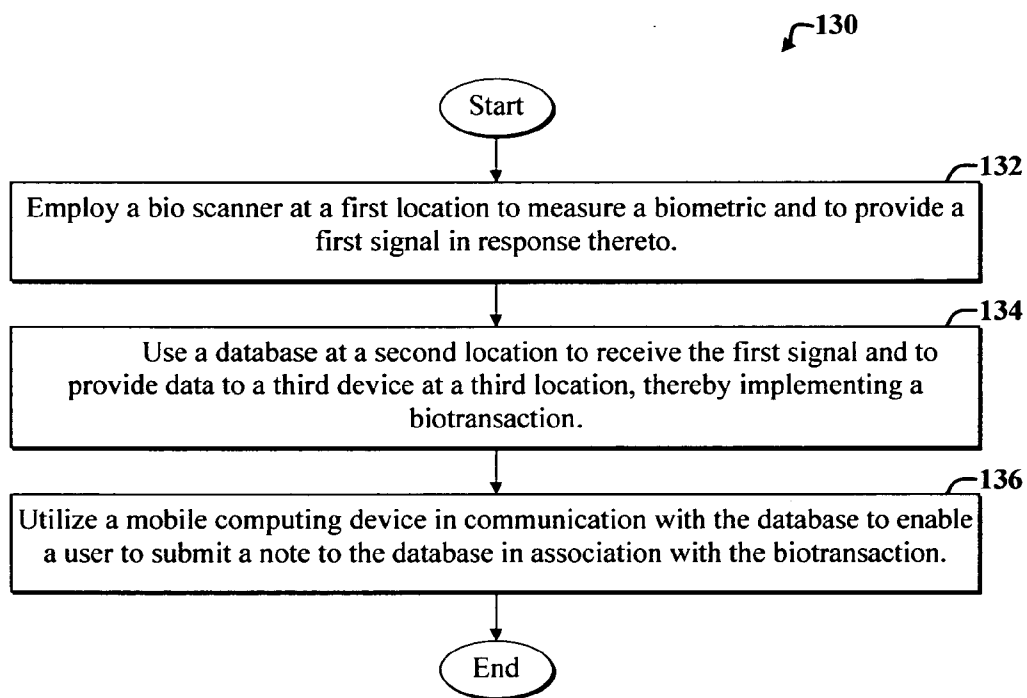 130
Start
132
Employ a bio scanner at a first location to measure a biometric and to provide a
first signal in response thereto.
134
Use a database at a second location to receive the first signal and to
provide data to a third device at a third location, thereby implementing a
biotransaction.
136
Utilize a mobile computing device in communication with the database to enable
a user to submit a note to the database in association with the biotransaction.
End